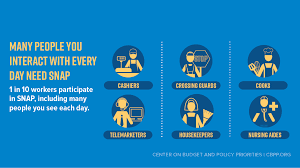 MANY PEOPLE YOU
INTERACT WITH EVERY
DAY NEED SNAP
1 in 10 workers participate
in SNAP, including many
people you see each day.
CASHIERS
CROSSING GUARDS
COOKS
TELEMARKETERS
HOUSEKEEPERS
NURSING AIDES
CENTER ON BUDGET AND POLICY PRIORITIES | CBPP.ORG